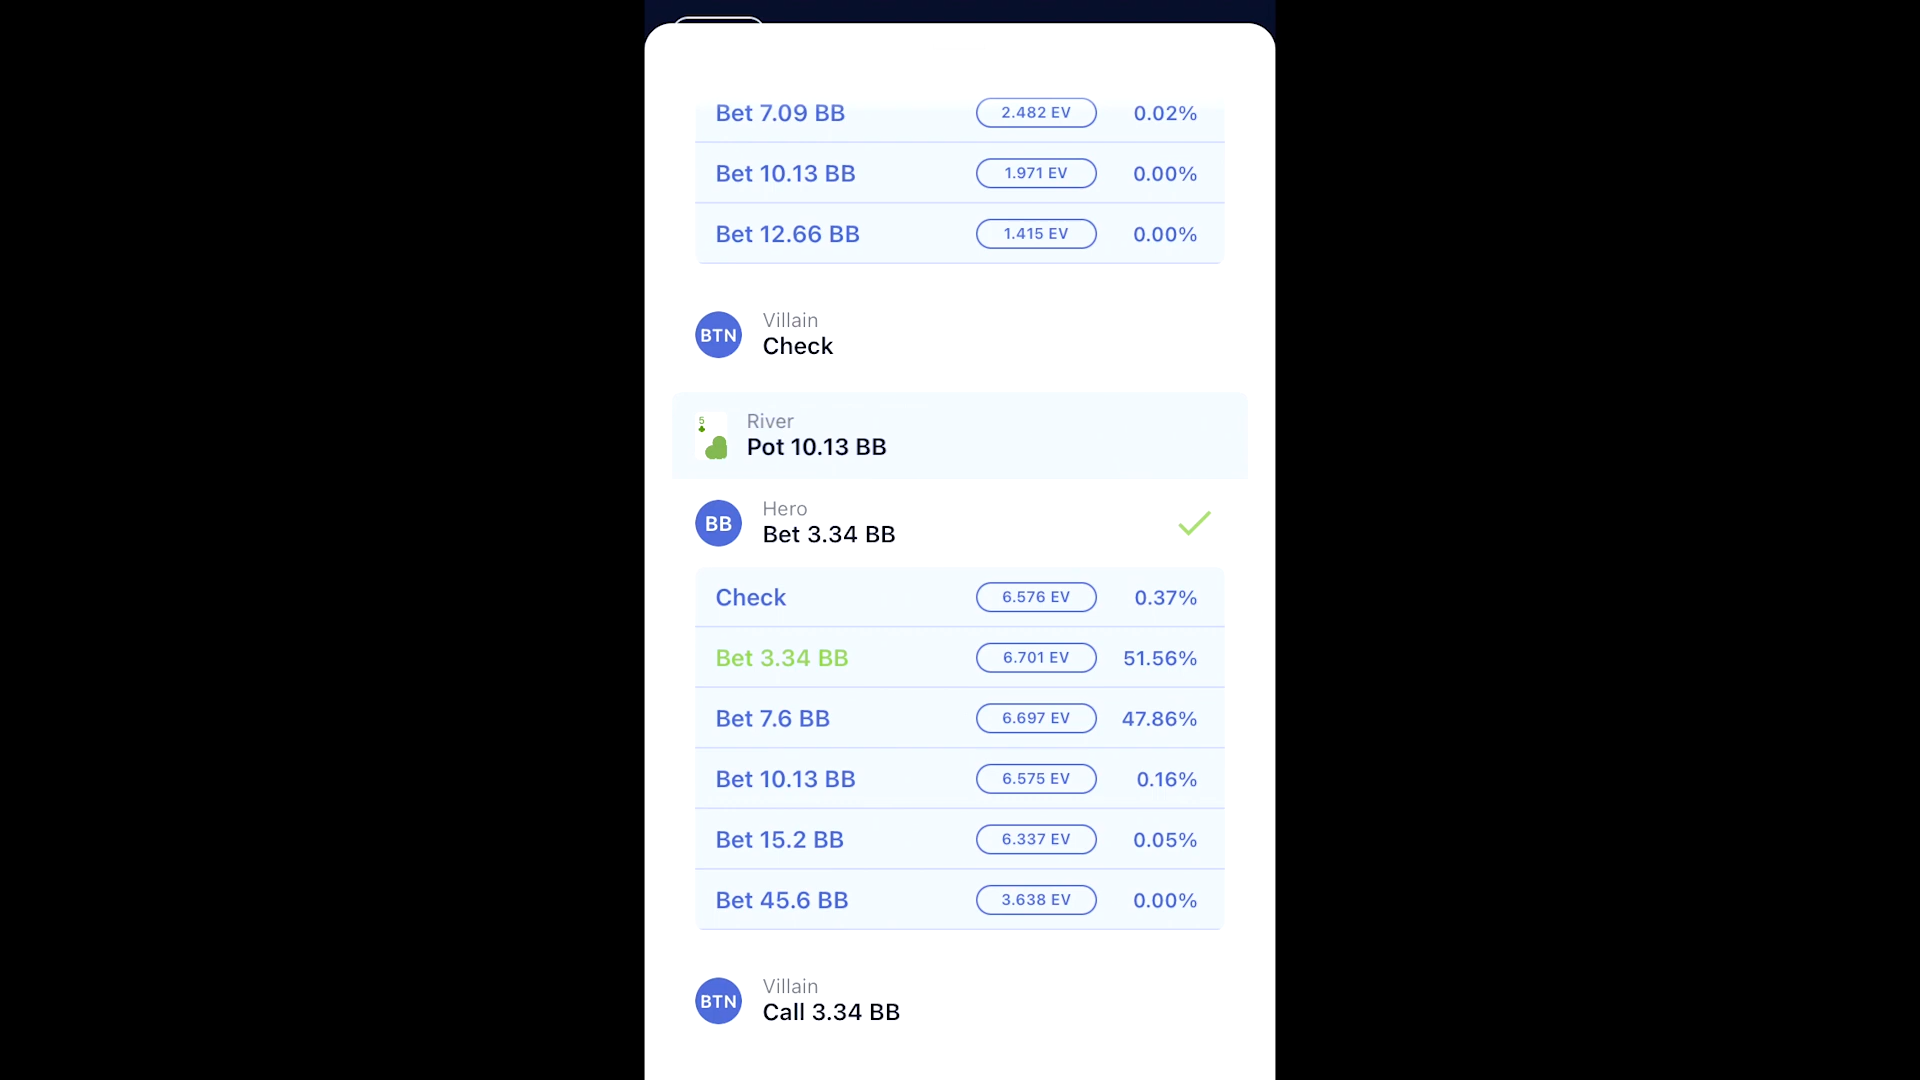 Bet 7.09 BB 2.482 EV 0.02%
Bet 10.13 BB 1.971 EV 0.00%
Bet 12.66 BB 1.415 EV 0.00%
BTN
Villain
Check
5
River
Pot 10.13 BB
BB
Hero
Bet 3.34 BB
Check 6.576 EV 0.37%
Bet 3.34 BB 6.701 EV 51.56%
Bet 7.6 BB 6.697 EV 47.86%
Bet 10.13 BB 6.575 EV 0.16%
Bet 15.2 BB 6.337 EV 0.05%
Bet 45.6 BB 3.638 EV 0.00%
BTN
Villain
Call 3.34 BB